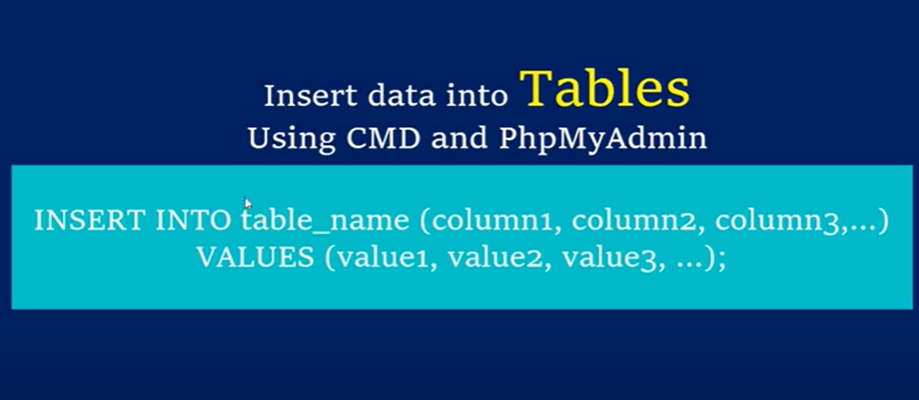 Insert data into Tables
Using CMD and PhpMyAdmin
INSERT INTO table_name (column1, column2, column3,...)
VALUES (value1, value2, value3, ...);